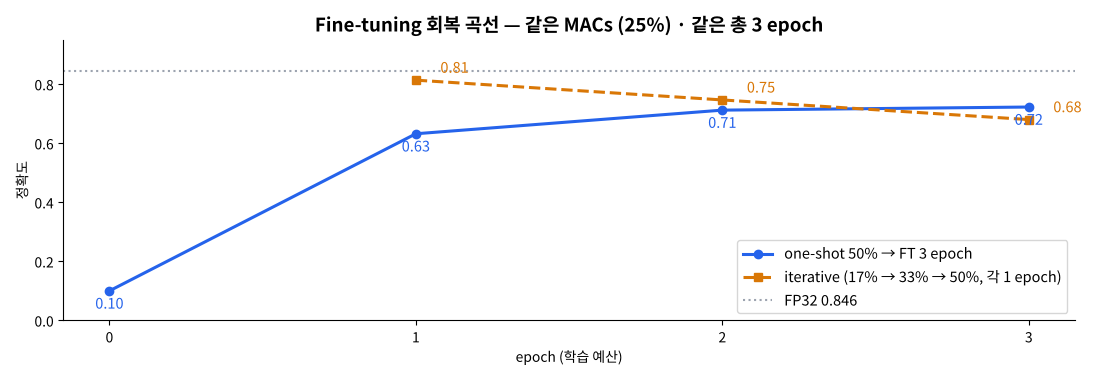 Fine-tuning 회복 곡선 — 같은 MACs (25%) · 같은 총 3 epoch
정확도
0.8
0.6
0.4
0.2
0.0
0.10
0.63
0.71
0.72
0.81
0.75
0.68
one-shot 50% → FT 3 epoch
iterative (17% → 33% → 50%, 각 1 epoch)
FP32 0.846
0
1
2
3
epoch (학습 예산)